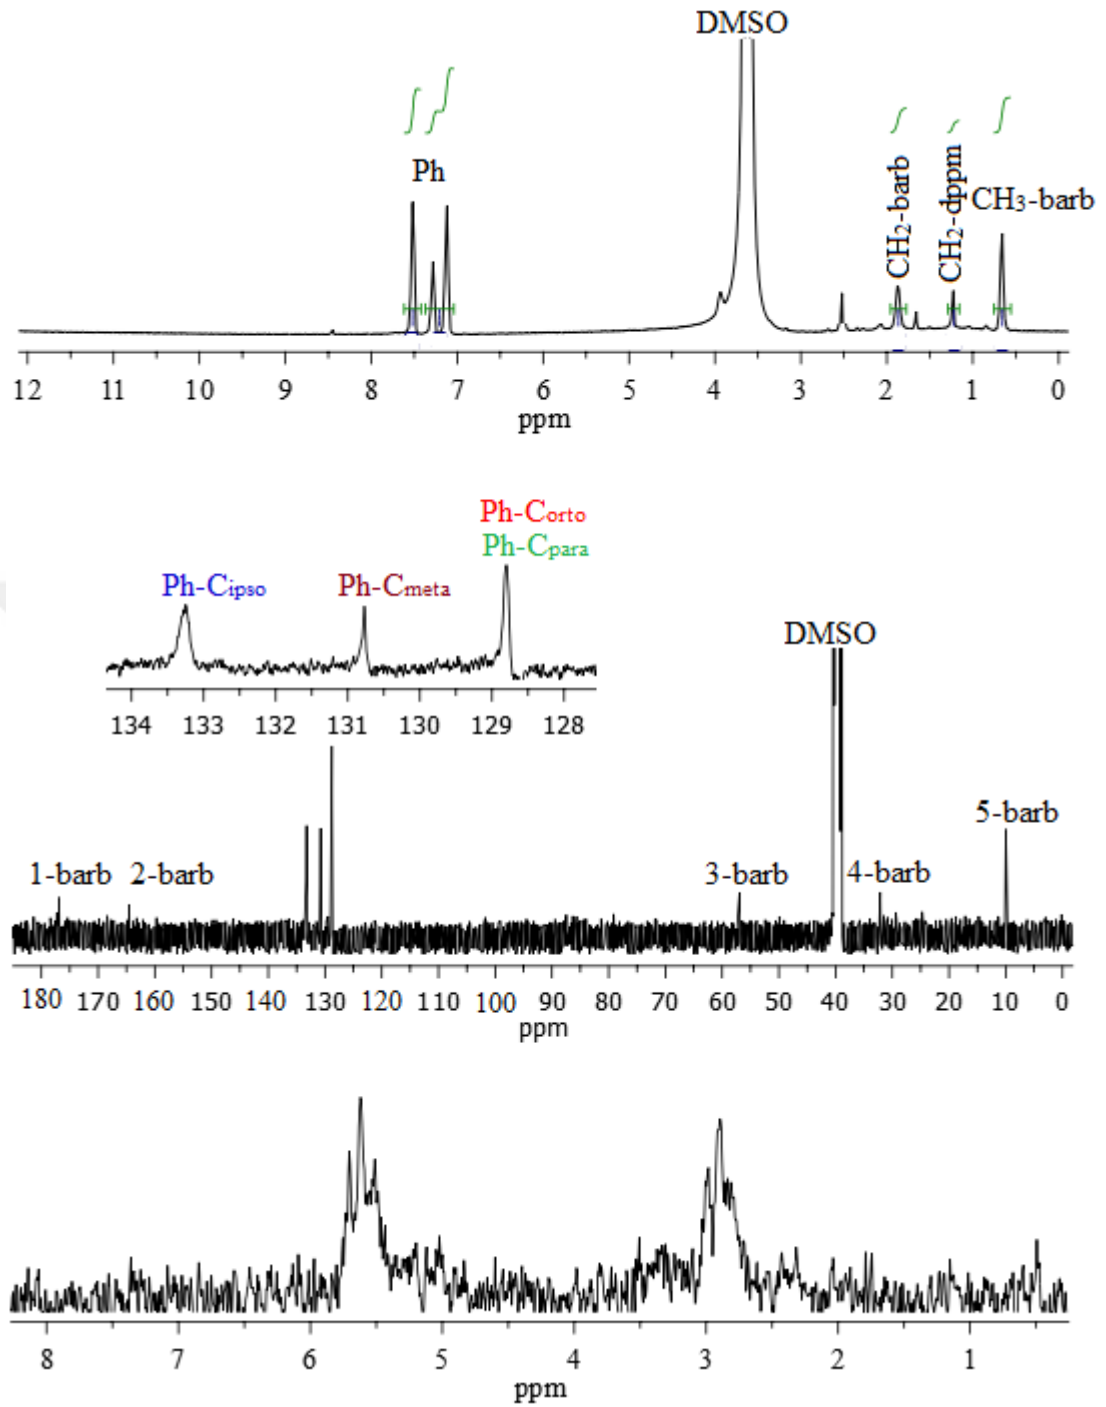 DMSO
Ph
CH2-barb
CH2-dppm
CH3-barb
12 11 10 9 8 7 6 5 4 3 2 1 0
ppm
Ph-Corto
Ph-Cpara
Ph-Cipso
Ph-Cmeta
134 133 132 131 130 129 128
DMSO
1-barb
2-barb
3-barb
4-barb
5-barb
180 170 160 150 140 130 120 110 100 90 80 70 60 50 40 30 20 10 0
ppm
8 7 6 5 4 3 2 1
ppm